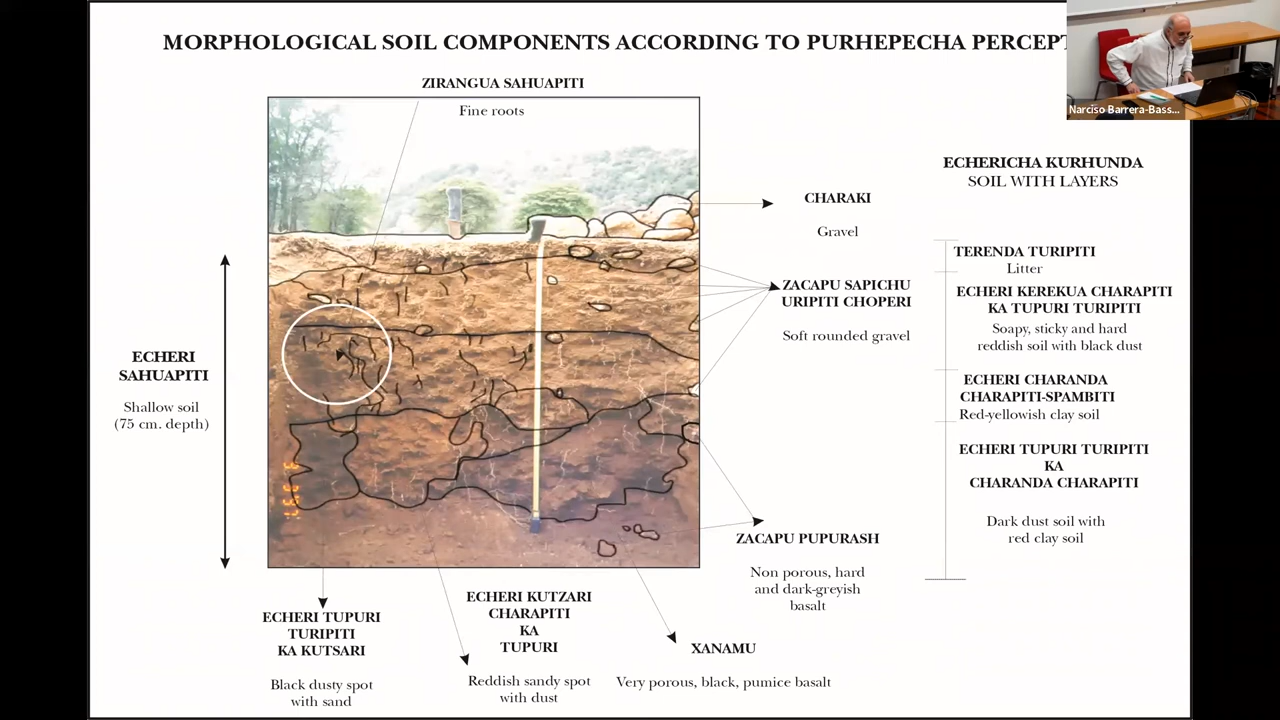 MORPHOLOGICAL SOIL COMPONENTS ACCORDING TO PURHEPECHA
Narciso Barrera-Bass...
ZIRANGUA SAHUAPITI
Fine roots
ECHERICHA KURHUNDA
SOIL WITH LAYERS
CHARAKI
Gravel
TERENDA TURIPITI
Litter
ZACAPU SAPICHU
URIPITI CHOPERI
Soft rounded gravel
ECHERI KEREKUA CHARAPITI
KA TUPURI TURIPITI
Soapy, sticky and hard
reddish soil with black dust
ECHERI
SAHUAPITI
Shallow soil
(75 cm. depth)
ECHERI CHARANDA
CHARAPITI-SPAMBITI
Red-yellowish clay soil
ECHERI TUPURI TURIPITI
KA
CHARANDA CHARAPITI
Dark dust soil with
red clay soil
ZACAPU PUPURASH
Non porous, hard
and dark-greyish
basalt
ECHERI TUPURI
TURIPITI
KA KUTSARI
Black dusty spot
with sand
ECHERI KUTZARI
CHARAPITI
KA
TUPURI
Reddish sandy spot
with dust
XANAMU
Very porous, black, pumice basalt